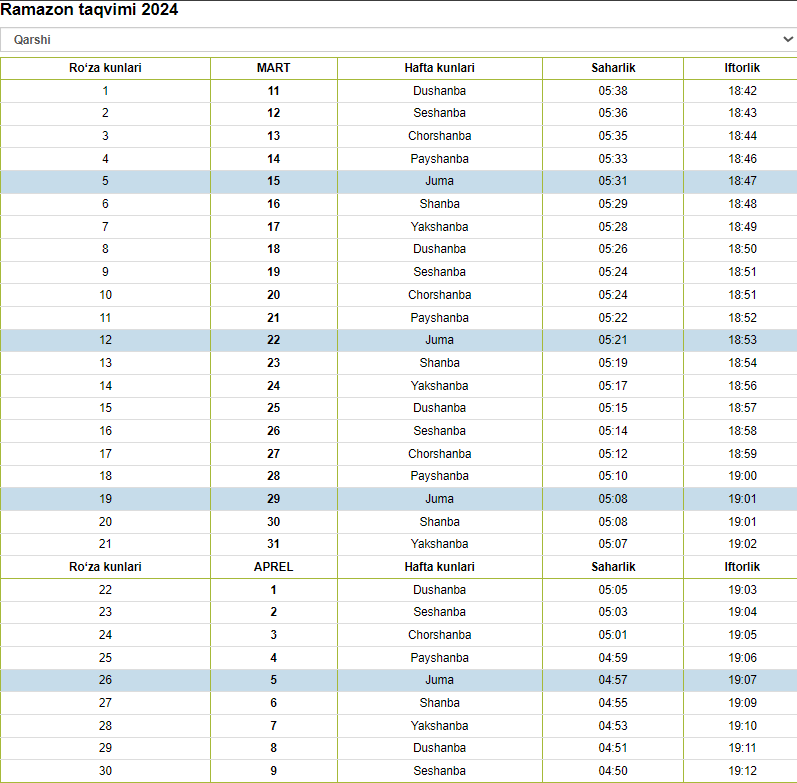 Ramazon taqvimi 2024
Qarshi
Roʻza kunlari MART Hafta kunlari Saharlik Iftorlik
1 11 Dushanba 05:38 18:42
2 12 Seshanba 05:36 18:43
3 13 Chorshanba 05:35 18:44
4 14 Payshanba 05:33 18:46
5 15 Juma 05:31 18:47
6 16 Shanba 05:29 18:48
7 17 Yakshanba 05:28 18:49
8 18 Dushanba 05:26 18:50
9 19 Seshanba 05:24 18:51
10 20 Chorshanba 05:24 18:51
11 21 Payshanba 05:22 18:52
12 22 Juma 05:21 18:53
13 23 Shanba 05:19 18:54
14 24 Yakshanba 05:17 18:56
15 25 Dushanba 05:15 18:57
16 26 Seshanba 05:14 18:58
17 27 Chorshanba 05:12 18:59
18 28 Payshanba 05:10 19:00
19 29 Juma 05:08 19:01
20 30 Shanba 05:08 19:01
21 31 Yakshanba 05:07 19:02
Roʻza kunlari APREL Hafta kunlari Saharlik Iftorlik
22 1 Dushanba 05:05 19:03
23 2 Seshanba 05:03 19:04
24 3 Chorshanba 05:01 19:05
25 4 Payshanba 04:59 19:06
26 5 Juma 04:57 19:07
27 6 Shanba 04:55 19:09
28 7 Yakshanba 04:53 19:10
29 8 Dushanba 04:51 19:11
30 9 Seshanba 04:50 19:12